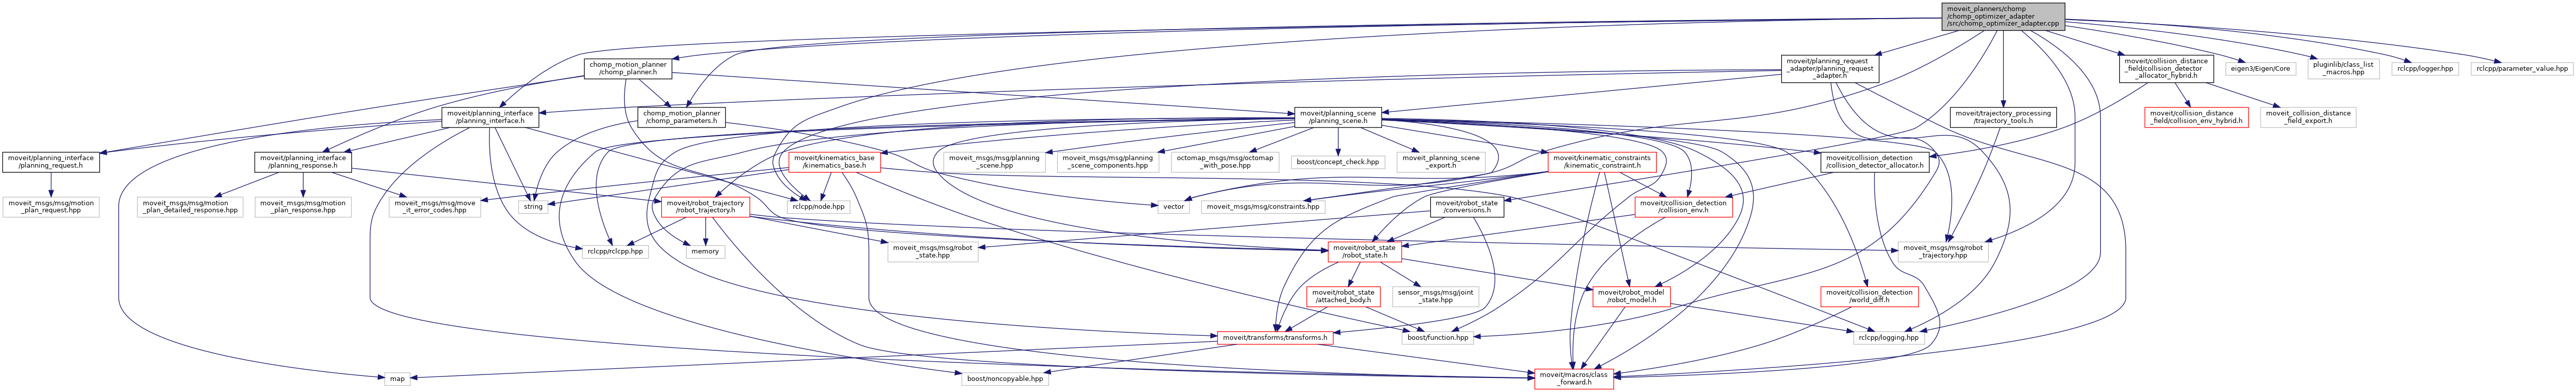 moveit_planners/chomp
/chomp_optimizer_adapter
/src/chomp_optimizer_adapter.cpp
chomp_motion_planner
/chomp_planner.h
moveit/planning_request
_adapter/planning_request
_adapter.h
moveit/collision_distance
_field/collision_detector
_allocator_hybrid.h
eigen3/Eigen/Core
pluginlib/class_list
_macros.hpp
rclcpp/logger.hpp
rclcpp/parameter_value.hpp
moveit/planning_interface
/planning_interface.h
chomp_motion_planner
/chomp_parameters.h
moveit/planning_scene
/planning_scene.h
moveit/trajectory_processing
/trajectory_tools.h
moveit/collision_distance
_field/collision_env_hybrid.h
moveit_collision_distance
_field_export.h
moveit/planning_interface
/planning_request.h
moveit/planning_interface
/planning_response.h
moveit/kinematics_base
/kinematics_base.h
moveit_msgs/msg/planning
_scene.hpp
moveit_msgs/msg/planning
_scene_components.hpp
octomap_msgs/msg/octomap
_with_pose.hpp
boost/concept_check.hpp
moveit_planning_scene
_export.h
moveit/kinematic_constraints
/kinematic_constraint.h
moveit/collision_detection
/collision_detector_allocator.h
moveit_msgs/msg/motion
_plan_request.hpp
moveit_msgs/msg/motion
_plan_detailed_response.hpp
moveit_msgs/msg/motion
_plan_response.hpp
moveit_msgs/msg/move
_it_error_codes.hpp
string
moveit/robot_trajectory
/robot_trajectory.h
rclcpp/node.hpp
vector
moveit_msgs/msg/constraints.hpp
moveit/robot_state
/conversions.h
moveit/collision_detection
/collision_env.h
rclcpp/rclcpp.hpp
memory
moveit_msgs/msg/robot
_state.hpp
moveit/robot_state
/robot_state.h
moveit_msgs/msg/robot
_trajectory.hpp
moveit/robot_state
/attached_body.h
sensor_msgs/msg/joint
_state.hpp
moveit/robot_model
/robot_model.h
moveit/collision_detection
/world_diff.h
moveit/transforms/transforms.h
boost/function.hpp
rclcpp/logging.hpp
map
boost/noncopyable.hpp
moveit/macros/class
_forward.h